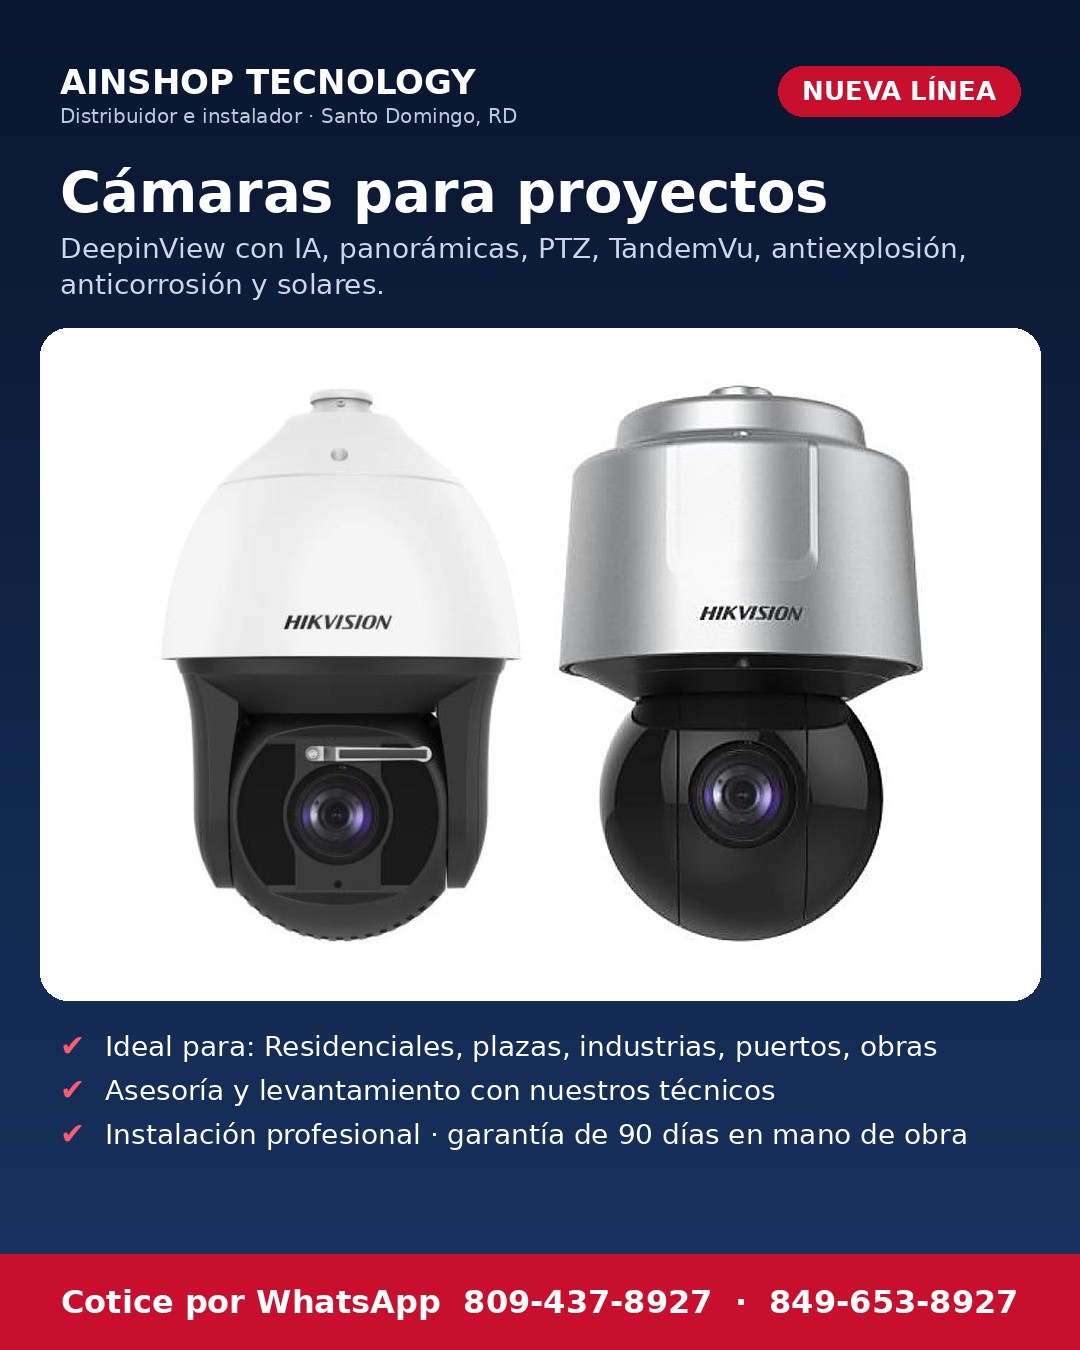 AINSHOP TECNOLOGY
NUEVA LÍNEA
Distribuidor e instalador · Santo Domingo, RD
Cámaras para proyectos
DeepinView con IA, panorámicas, PTZ, TandemVu, antiexplosión,
anticorrosión y solares.
HIKVISION
HIKVISION
✔ Ideal para: Residenciales, plazas, industrias, puertos, obras
✔ Asesoría y levantamiento con nuestros técnicos
✔ Instalación profesional · garantía de 90 días en mano de obra
Cotice por WhatsApp 809-437-8927 · 849-653-8927